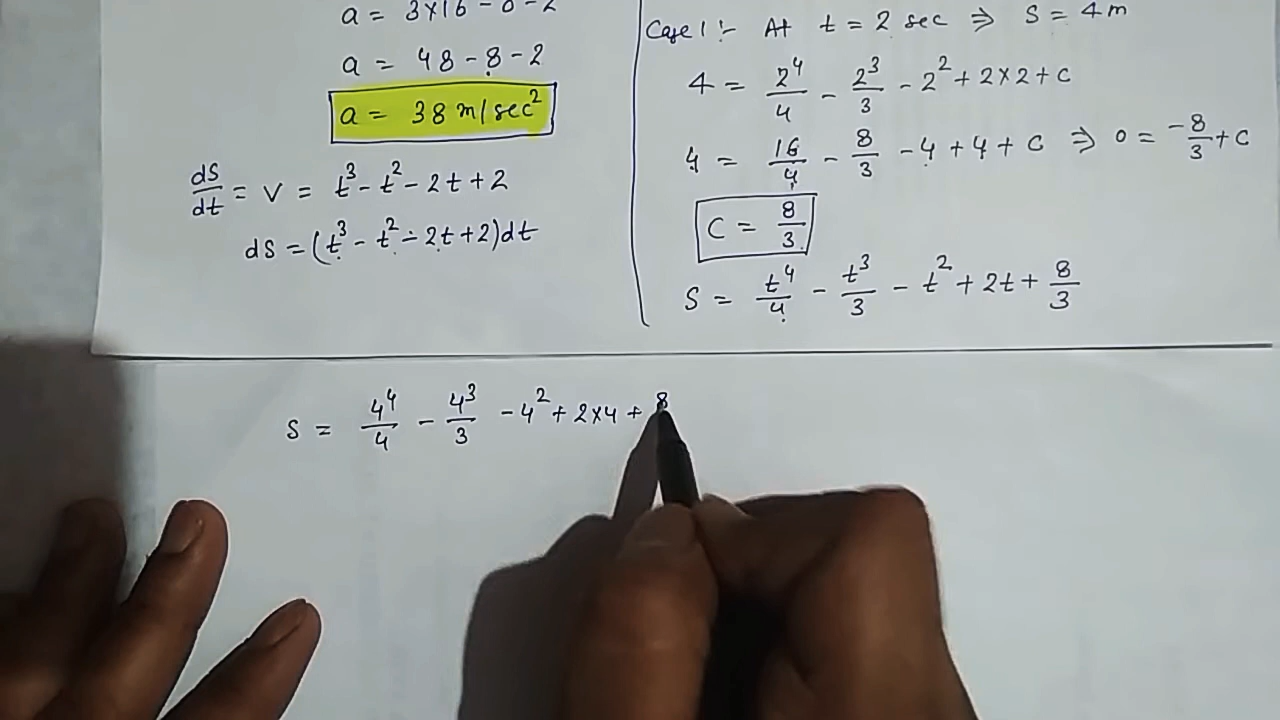 a = 3×16 - 8 - 2
a = 48 - 8 - 2
a = 38 m/sec²
dS/dt = v = t³ - t² - 2t + 2
dS = (t³ - t² - 2t + 2)dt
Case 1 :- At t = 2 sec ⇒ S = 4 m
4 = 2⁴/4 - 2³/3 - 2² + 2×2 + C
4 = 16/4 - 8/3 - 4 + 4 + C ⇒ 0 = -8/3 + C
C = 8/3
S = t⁴/4 - t³/3 - t² + 2t + 8/3
S = 4⁴/4 - 4³/3 - 4² + 2×4 + 8